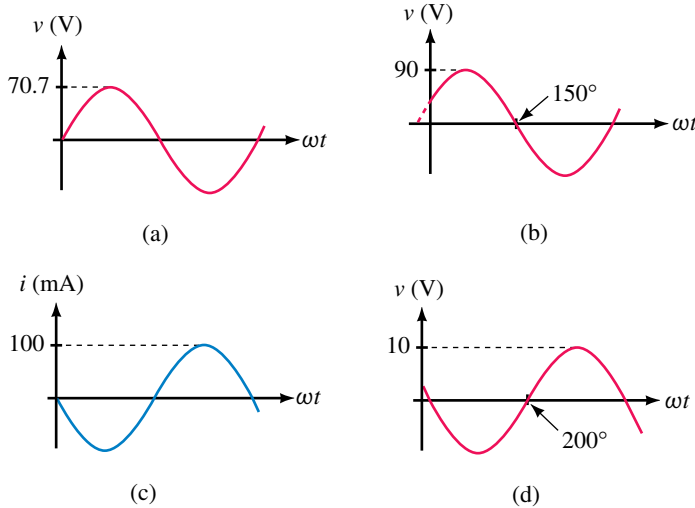 v (V)
70.7
ωt
(a)
v (V)
90
150°
ωt
(b)
i (mA)
100
ωt
(c)
v (V)
10
200°
ωt
(d)